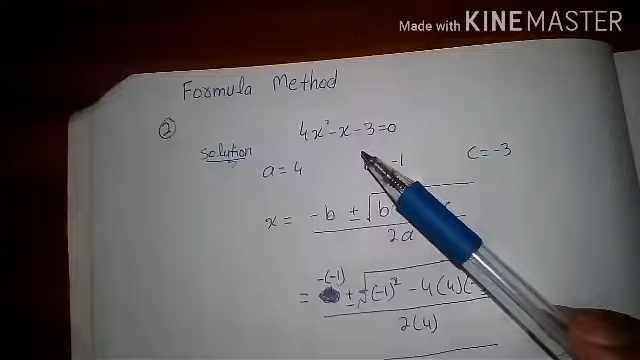 Made with KINEMASTER
Formula Method
② 4x² - x - 3 = 0
Solution
a = 4 -1 c = -3
x = -b ± √b
2a
-(-1)
= ± √(-1)² - 4(4)(-
2(4)